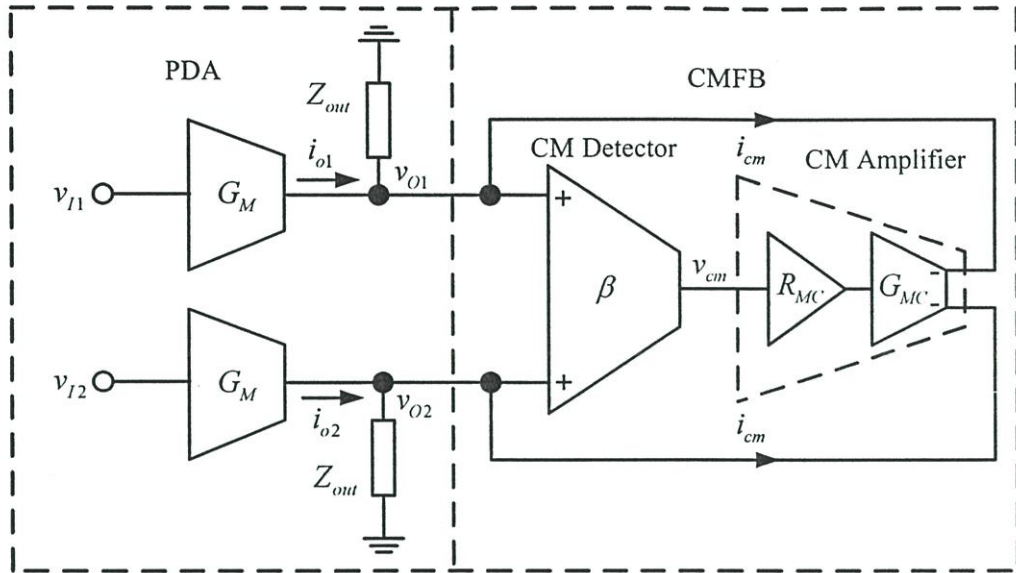 PDA
CMFB
Z_out
i_o1
v_O1
v_I1
G_M
CM Detector
i_cm
CM Amplifier
+
β
v_cm
R_MC
G_MC
-
-
v_I2
G_M
i_o2
v_O2
+
Z_out
i_cm